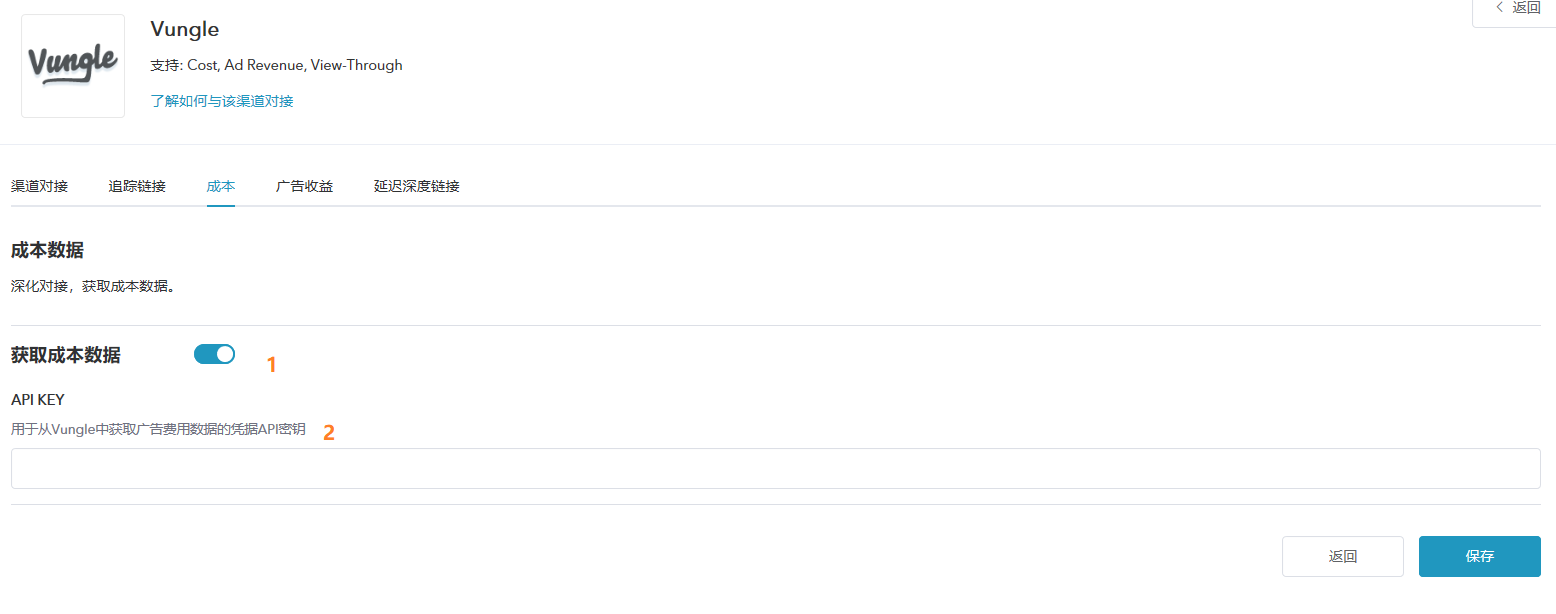 Vungle
Vungle
返回
支持: Cost, Ad Revenue, View-Through
了解如何与该渠道对接
渠道对接 追踪链接 成本 广告收益 延迟深度链接
成本数据
深化对接，获取成本数据。
获取成本数据 1
API KEY
用于从Vungle中获取广告费用数据的凭据API密钥 2
返回 保存